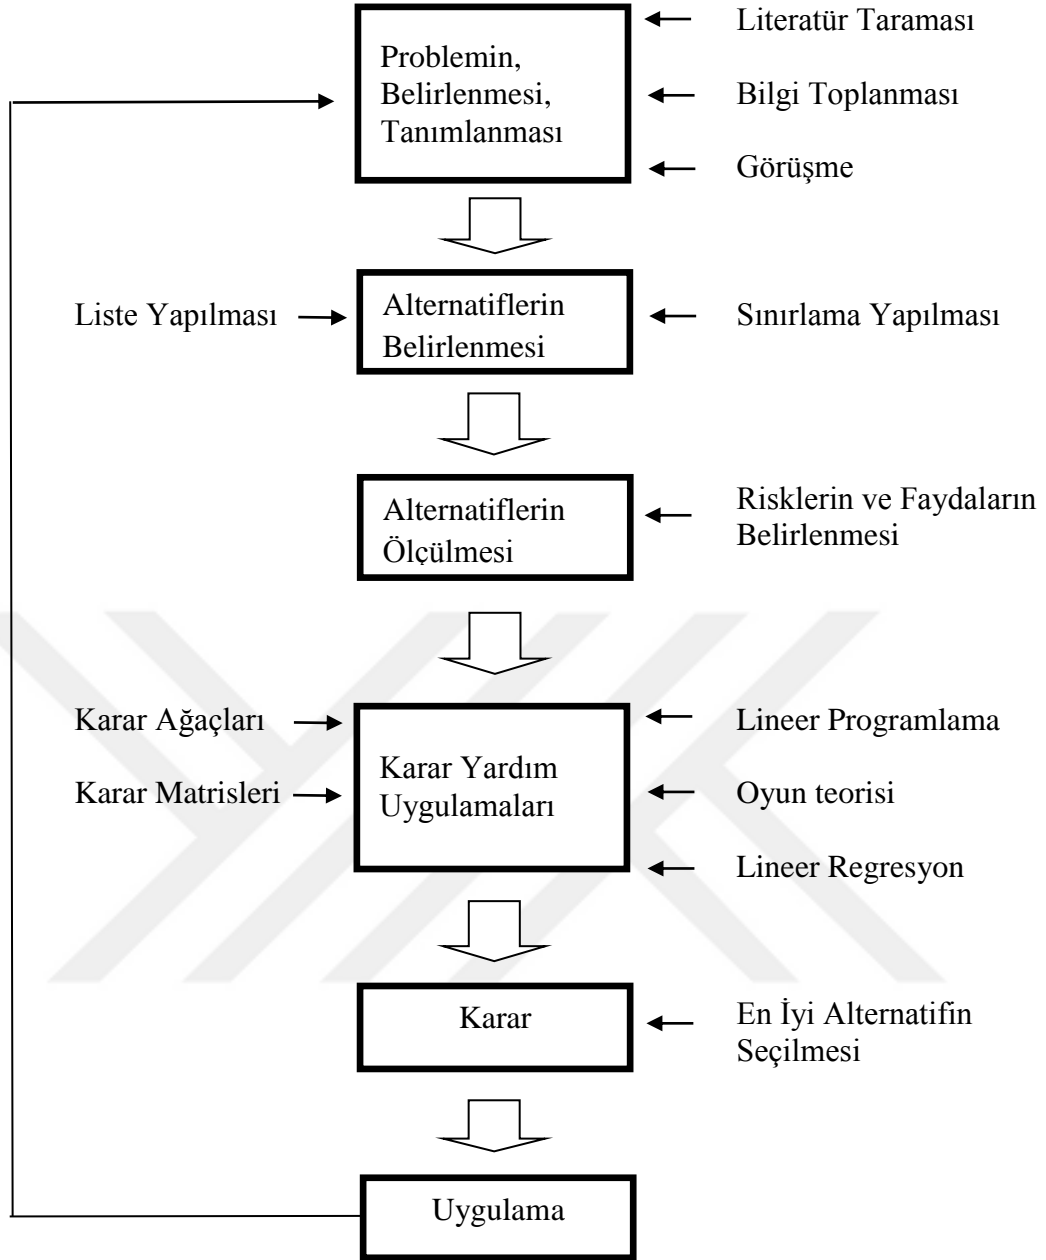 Literatür Taraması
Problemin,
Belirlenmesi,
Tanımlanması
Bilgi Toplanması
Görüşme
Liste Yapılması
Alternatiflerin
Belirlenmesi
Sınırlama Yapılması
Alternatiflerin
Ölçülmesi
Risklerin ve Faydaların
Belirlenmesi
Karar Ağaçları
Karar Matrisleri
Karar Yardım
Uygulamaları
Lineer Programlama
Oyun teorisi
Lineer Regresyon
Karar
En İyi Alternatifin
Seçilmesi
Uygulama